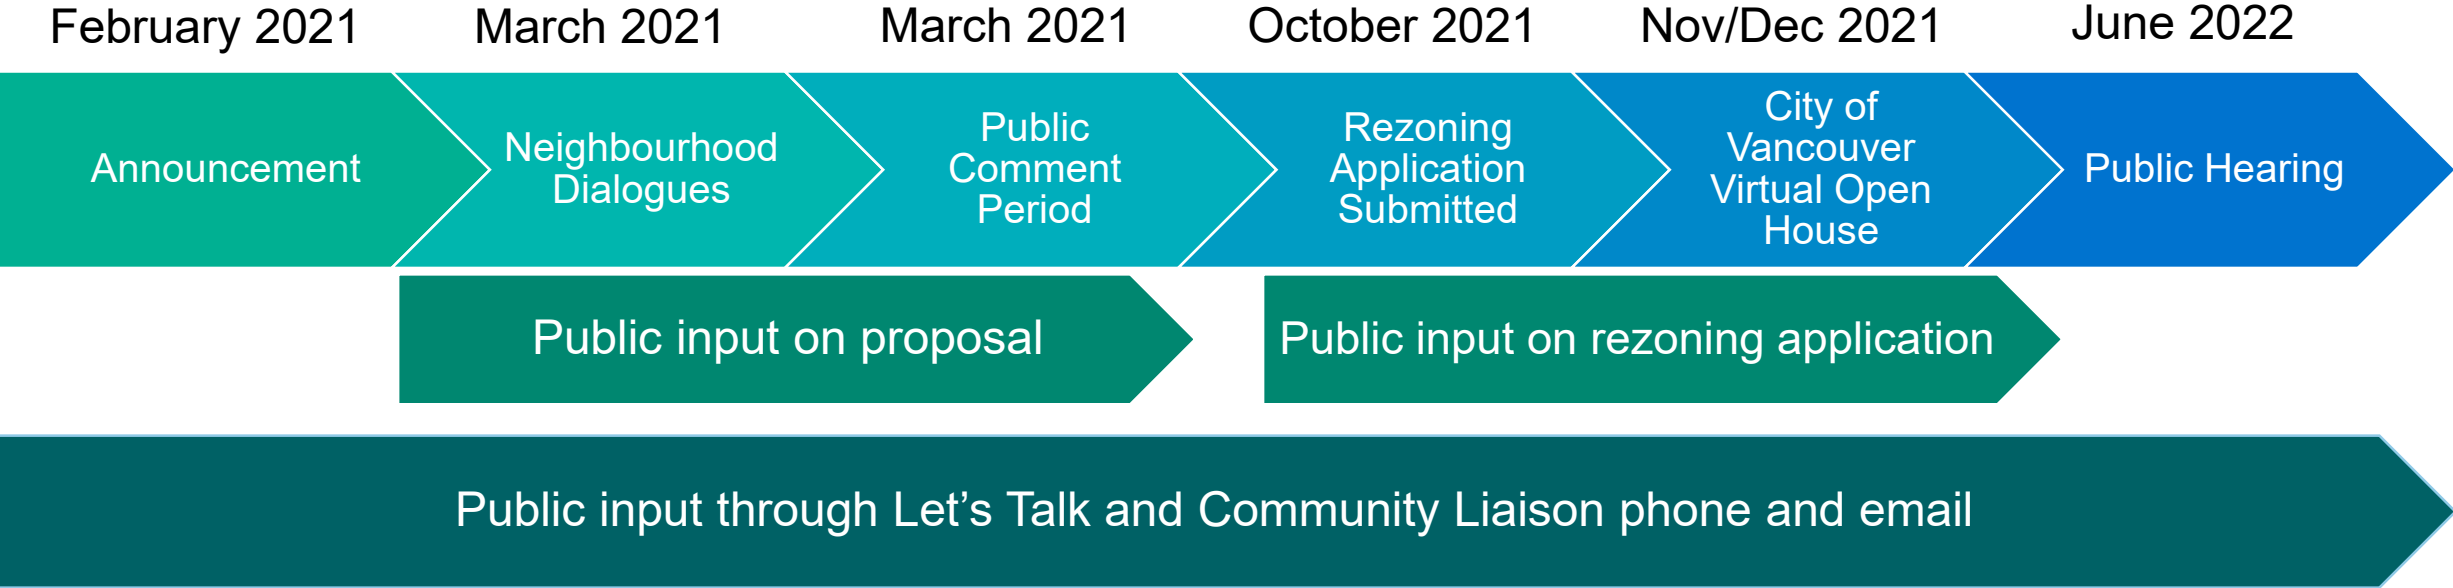 February 2021
March 2021
March 2021
October 2021
Nov/Dec 2021
June 2022
Announcement
Neighbourhood
Dialogues
Public
Comment
Period
Rezoning
Application
Submitted
City of
Vancouver
Virtual Open
House
Public Hearing
Public input on proposal
Public input on rezoning application
Public input through Let’s Talk and Community Liaison phone and email